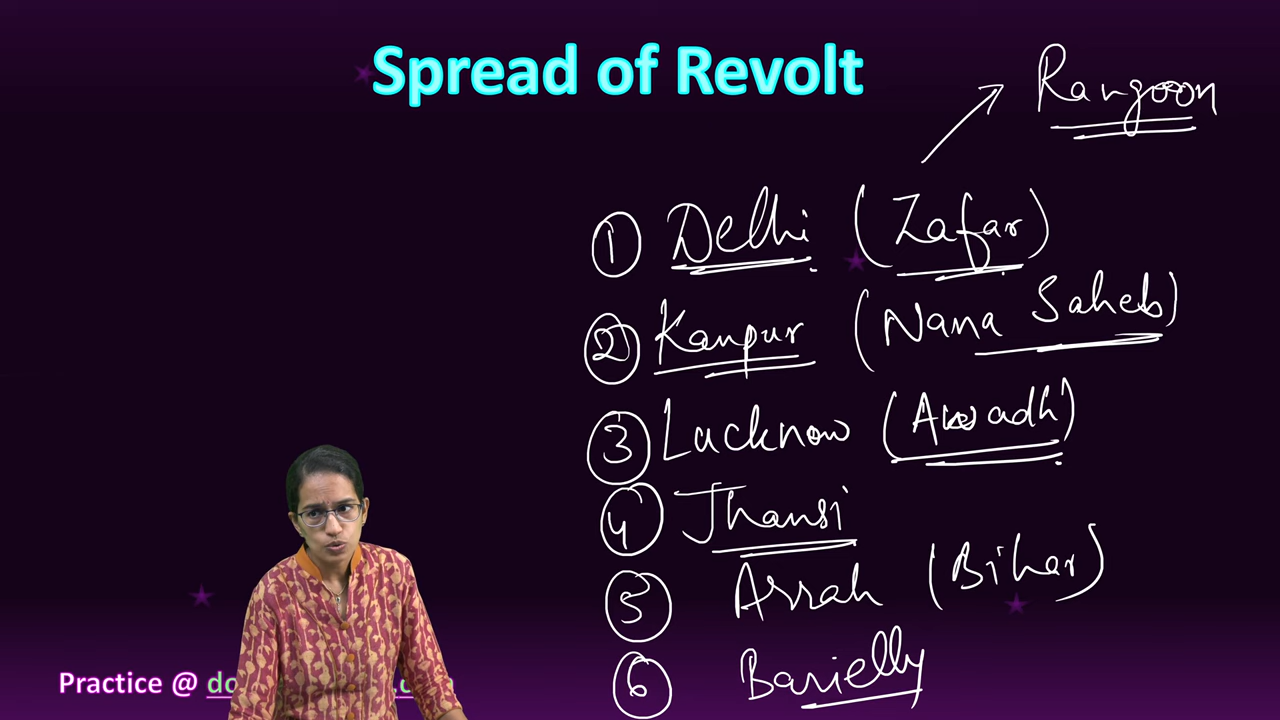 Spread of Revolt
Rangoon
1 Delhi (Zafar)
2 Kanpur (Nana Saheb)
3 Lucknow (Awadh)
4 Jhansi
5 Arrah (Bihar)
6 Barielly
Practice @